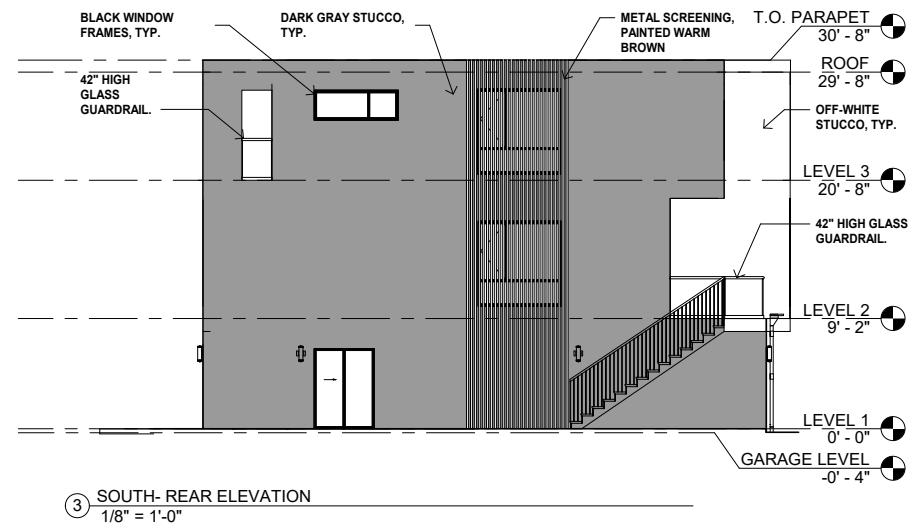 BLACK WINDOW
FRAMES, TYP.
DARK GRAY STUCCO,
TYP.
METAL SCREENING,
PAINTED WARM
BROWN
T.O. PARAPET
30' - 8"
ROOF
29' - 8"
42" HIGH
GLASS
GUARDRAIL.
OFF-WHITE
STUCCO, TYP.
LEVEL 3
20' - 8"
42" HIGH GLASS
GUARDRAIL.
LEVEL 2
9' - 2"
LEVEL 1
0' - 0"
GARAGE LEVEL
-0' - 4"
3
SOUTH- REAR ELEVATION
1/8" = 1'-0"